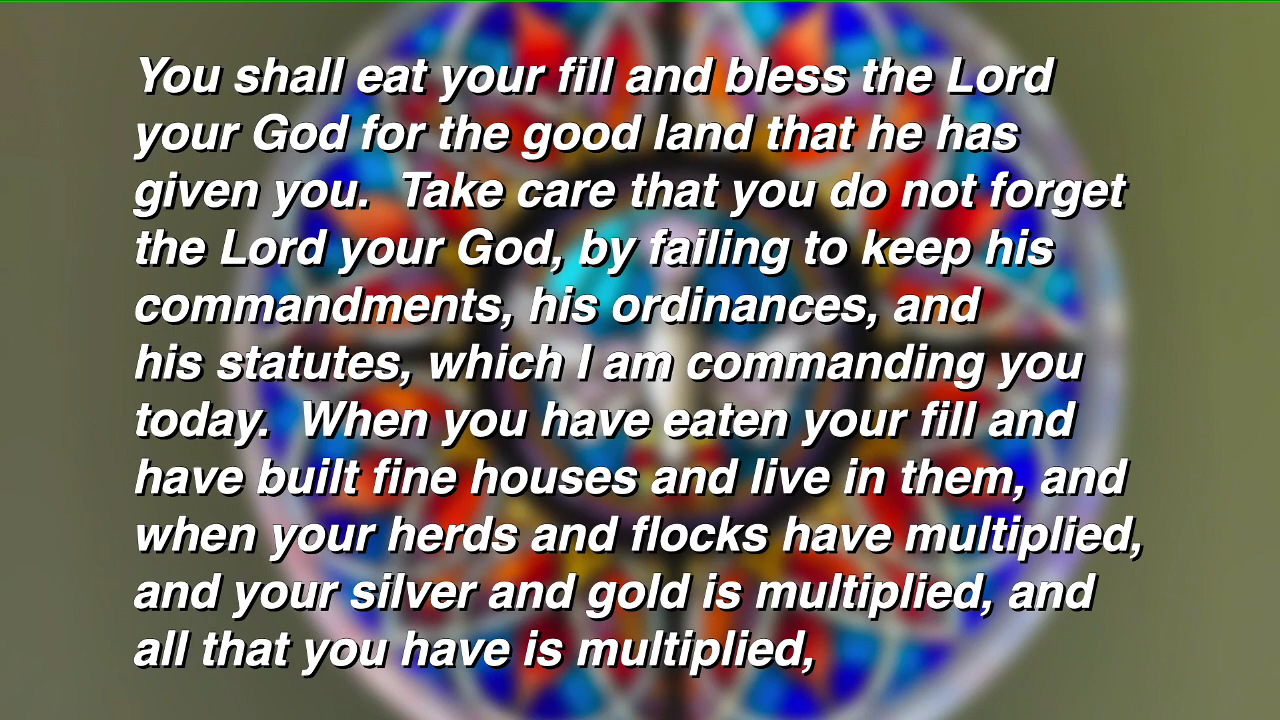 You shall eat your fill and bless the Lord
your God for the good land that he has
given you.  Take care that you do not forget
the Lord your God, by failing to keep his
commandments, his ordinances, and
his statutes, which I am commanding you
today.  When you have eaten your fill and
have built fine houses and live in them, and
when your herds and flocks have multiplied,
and your silver and gold is multiplied, and
all that you have is multiplied,